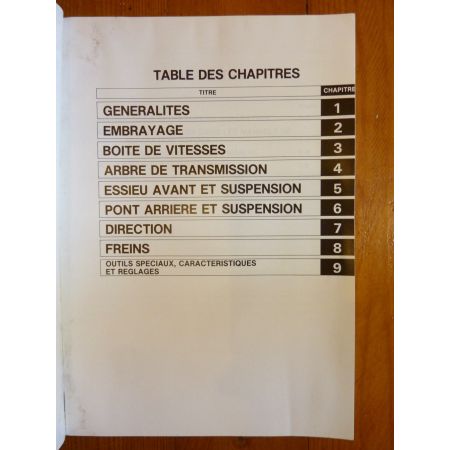 TABLE DES CHAPITRES
TITRE CHAPITRE
GENERALITES 1
EMBRAYAGE 2
BOITE DE VITESSES 3
ARBRE DE TRANSMISSION 4
ESSIEU AVANT ET SUSPENSION 5
PONT ARRIERE ET SUSPENSION 6
DIRECTION 7
FREINS 8
OUTILS SPECIAUX, CARACTERISTIQUES
ET REGLAGES 9